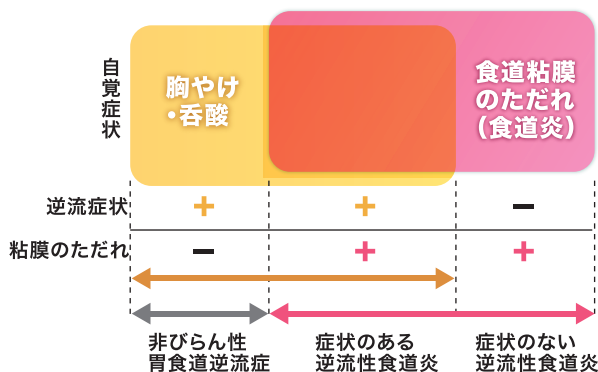 自覚症状
胸やけ
・呑酸
食道粘膜
のただれ
(食道炎)
逆流症状 + + −
粘膜のただれ − + +
非びらん性
胃食道逆流症
症状のある
逆流性食道炎
症状のない
逆流性食道炎